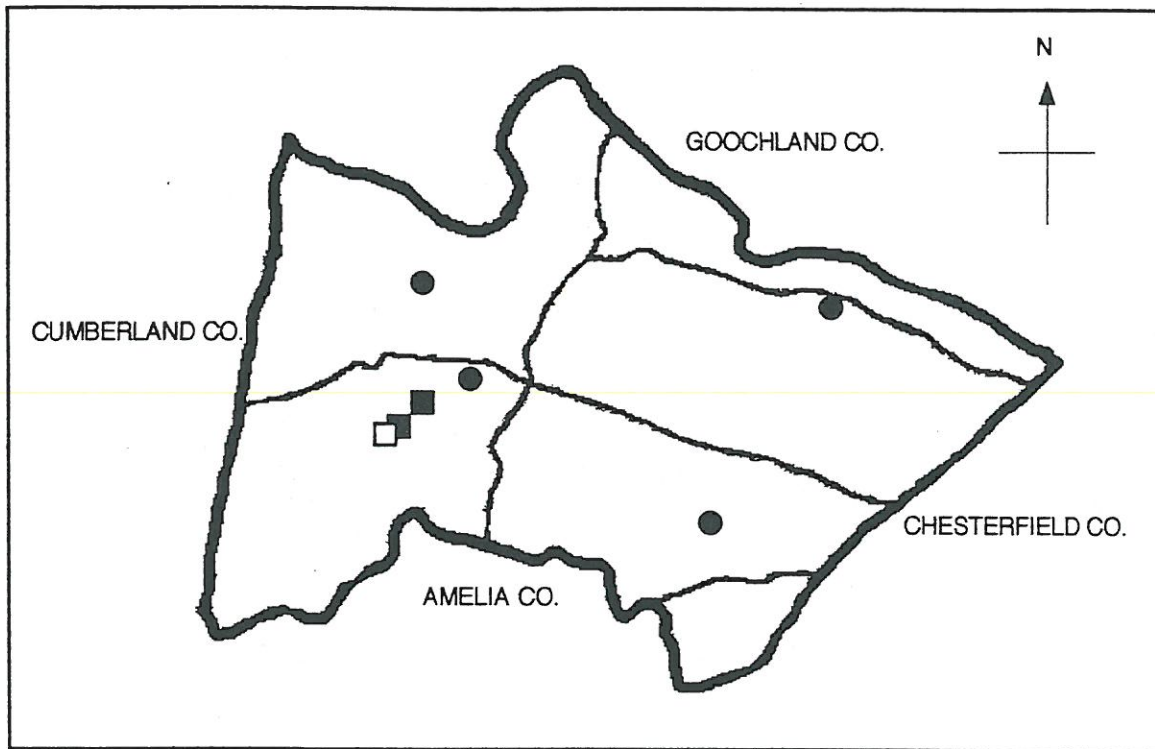 N
GOOCHLAND CO.
CUMBERLAND CO.
CHESTERFIELD CO.
AMELIA CO.